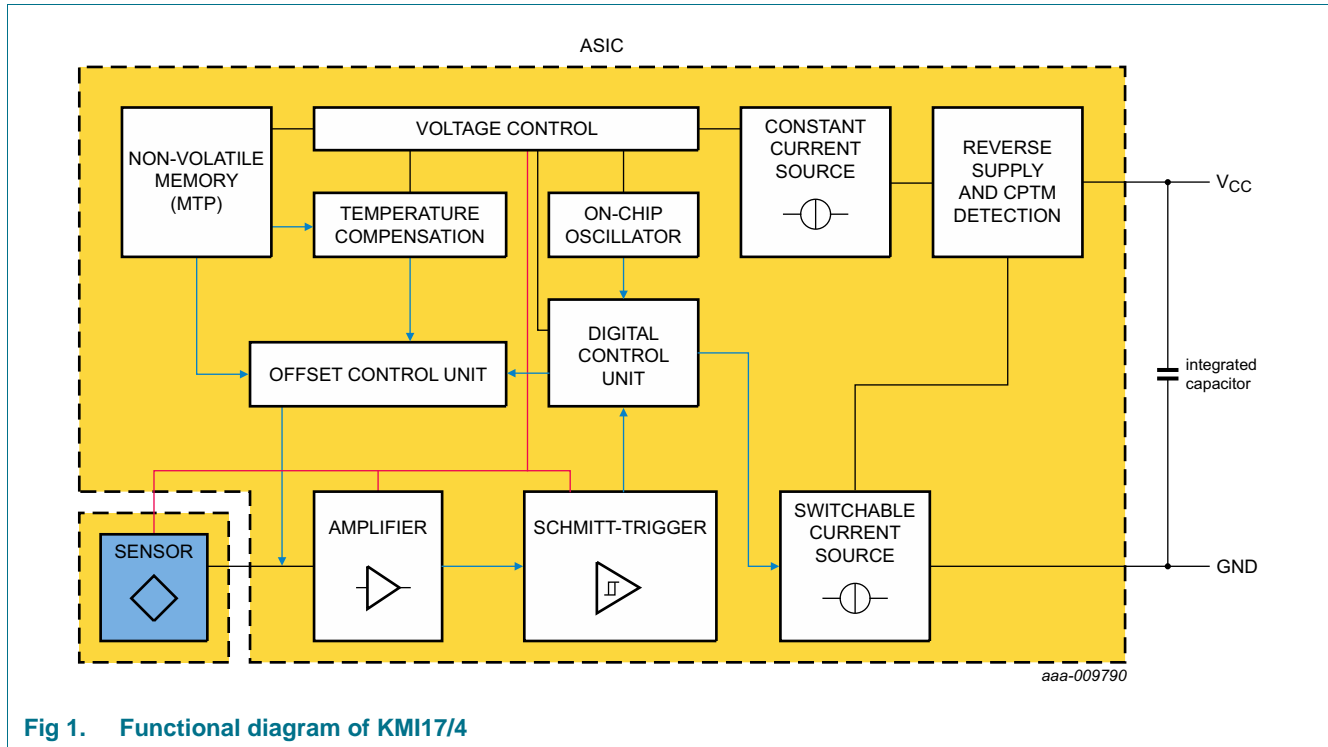 ASIC
NON-VOLATILE
MEMORY
(MTP)
VOLTAGE CONTROL
CONSTANT
CURRENT
SOURCE
REVERSE
SUPPLY
AND CPTM
DETECTION
VCC
TEMPERATURE
COMPENSATION
ON-CHIP
OSCILLATOR
OFFSET CONTROL UNIT
DIGITAL
CONTROL
UNIT
integrated
capacitor
SENSOR
AMPLIFIER
SCHMITT-TRIGGER
SWITCHABLE
CURRENT
SOURCE
GND
aaa-009790
Fig 1. Functional diagram of KMI17/4